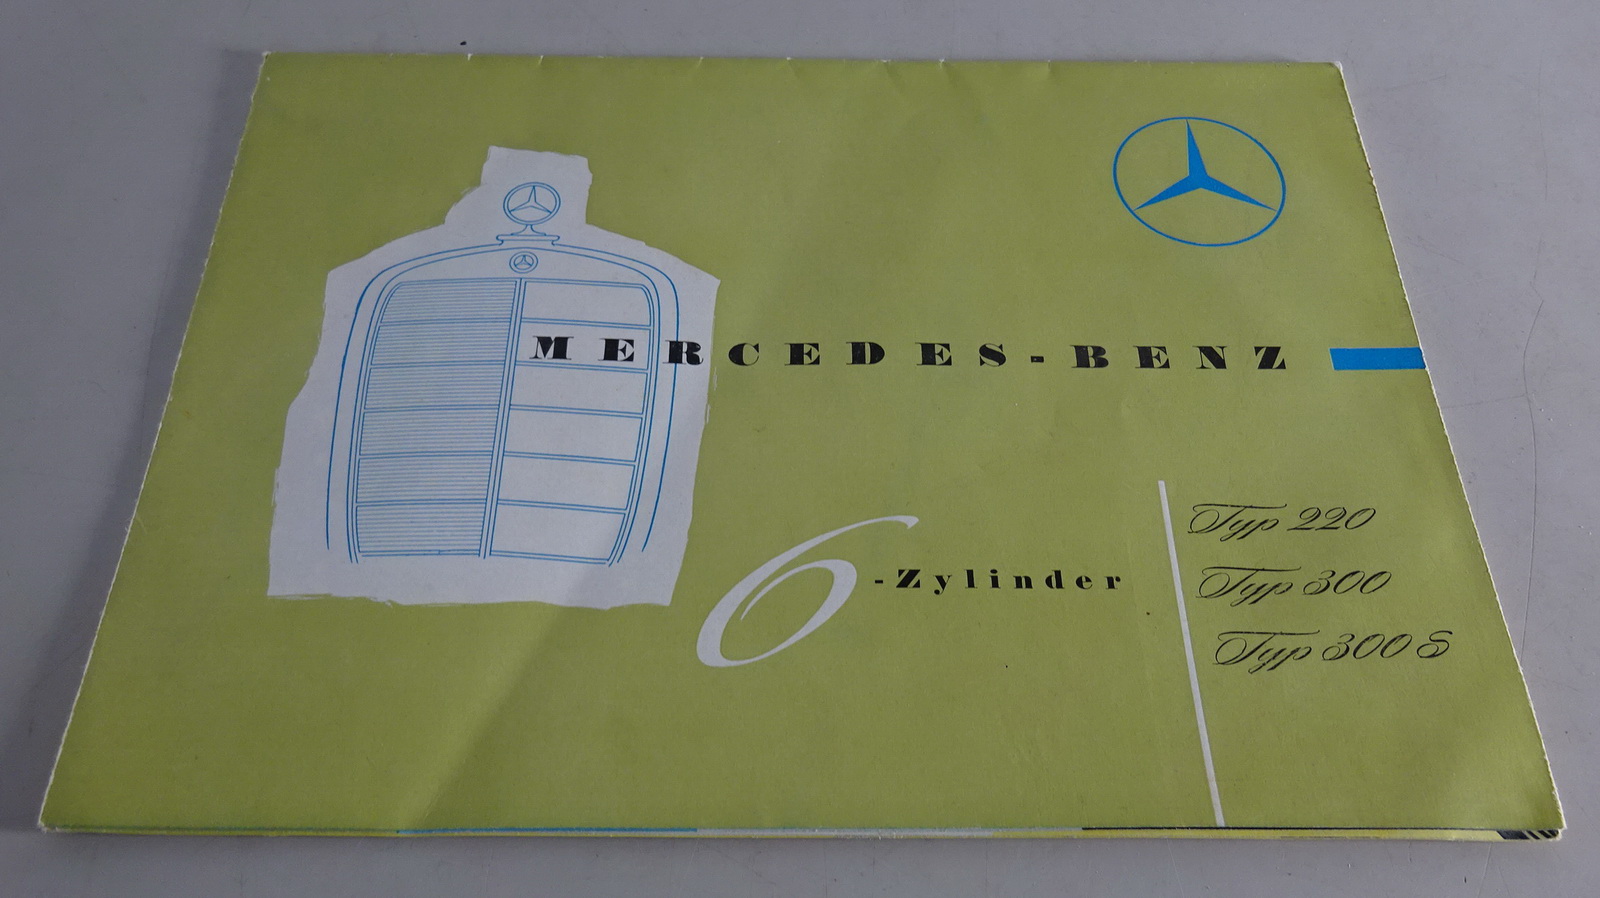 MERCEDES-BENZ
6-Zylinder
Typ 220
Typ 300
Typ 300 S